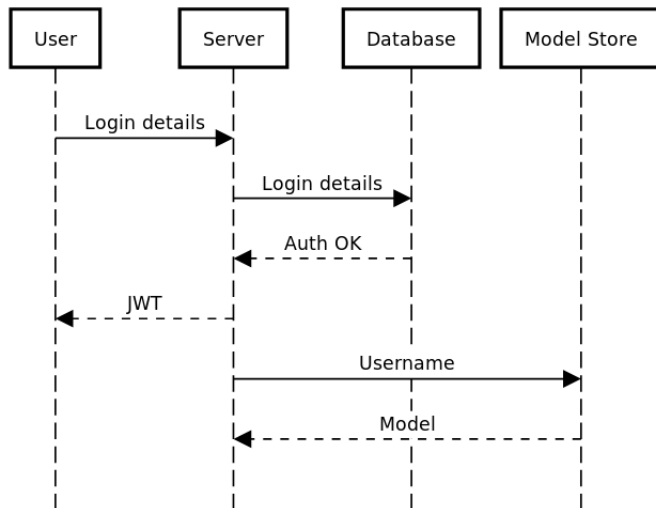 User
Server
Database
Model Store
Login details
Login details
Auth OK
JWT
Username
Model